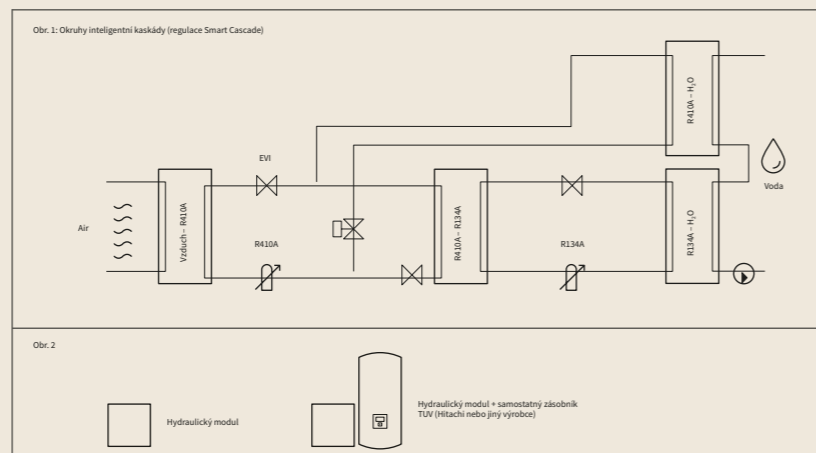 Obr. 1: Okruhy inteligentní kaskády (regulace Smart Cascade)
R410A – H₂O
EVI
Voda
Air
Vzduch – R410A
R410A
R410A – R134A
R134A
R134A – H₂O
Obr. 2
Hydraulický modul
Hydraulický modul + samostatný zásobník
TUV (Hitachi nebo jiný výrobce)